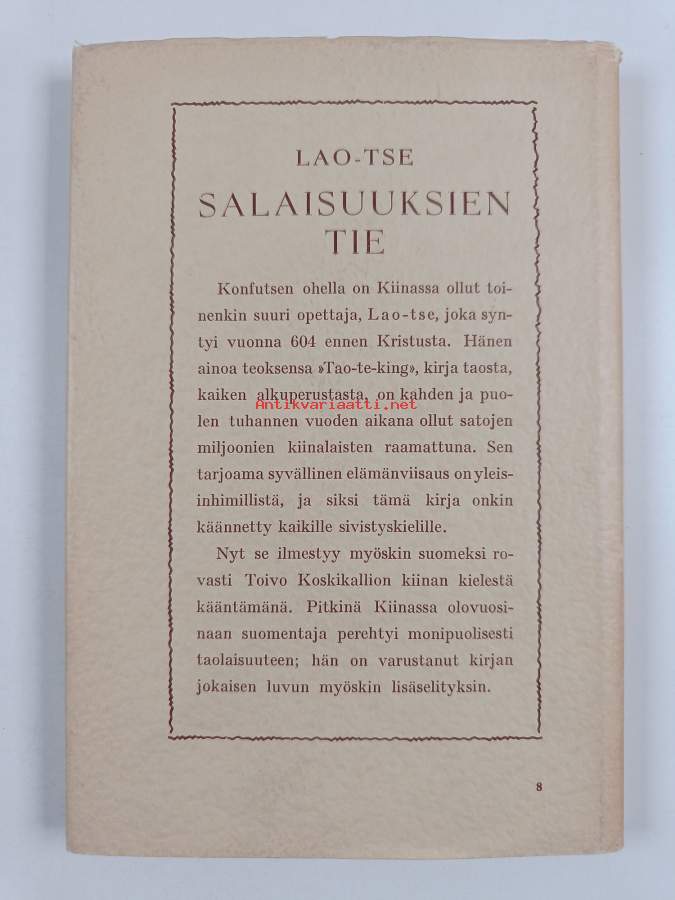 LAO-TSE
SALAISUUKSIEN
TIE
Konfutsen ohella on Kiinassa ollut toi-
nenkin suuri opettaja, Lao-tse, joka syn-
tyi vuonna 604 ennen Kristusta. Hänen
ainoa teoksensa »Tao-te-king», kirja taosta,
kaiken alkuperustasta, on kahden ja puo-
Antikvariaatti.net
len tuhannen vuoden aikana ollut satojen
miljoonien kiinalaisten raamattuna. Sen
tarjoama syvällinen elämänviisaus on yleis-
inhimillistä, ja siksi tämä kirja onkin
käännetty kaikille sivistyskielille.
Nyt se ilmestyy myöskin suomeksi ro-
vasti Toivo Koskikallion kiinan kielestä
kääntämänä. Pitkinä Kiinassa olovuosi-
naan suomentaja perehtyi monipuolisesti
taolaisuuteen; hän on varustanut kirjan
jokaisen luvun myöskin lisäselityksin.
8